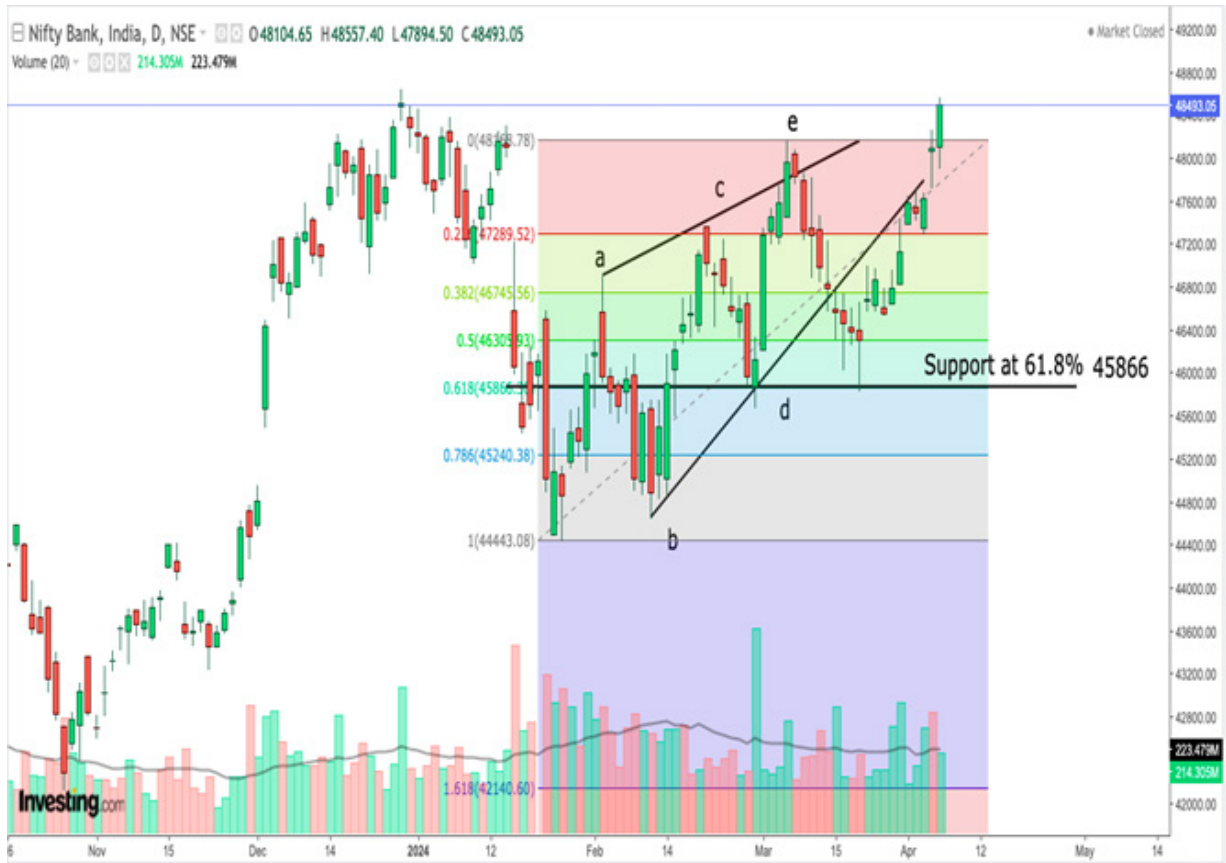 Nifty Bank, India, D, NSE O48104.65 H48557.40 L47894.50 C48493.05
Market Closed
Volume (20) 214.305M 223.479M
49200.00
48800.00
48493.05
48400.00
48000.00
47600.00
47200.00
46800.00
46400.00
46000.00
45600.00
45200.00
44800.00
44400.00
44000.00
43600.00
43200.00
42800.00
223.479M
214.305M
42000.00
e
c
a
0.382(46745.56)
0.5(46305.93)
Support at 61.8% 45866
d
0.786(45240.38)
b
1(44443.08)
1.618(42140.60)
Investing.com
6 Nov 15 Dec 14 2024 12 Feb 14 Mar 15 Apr 12 May 14